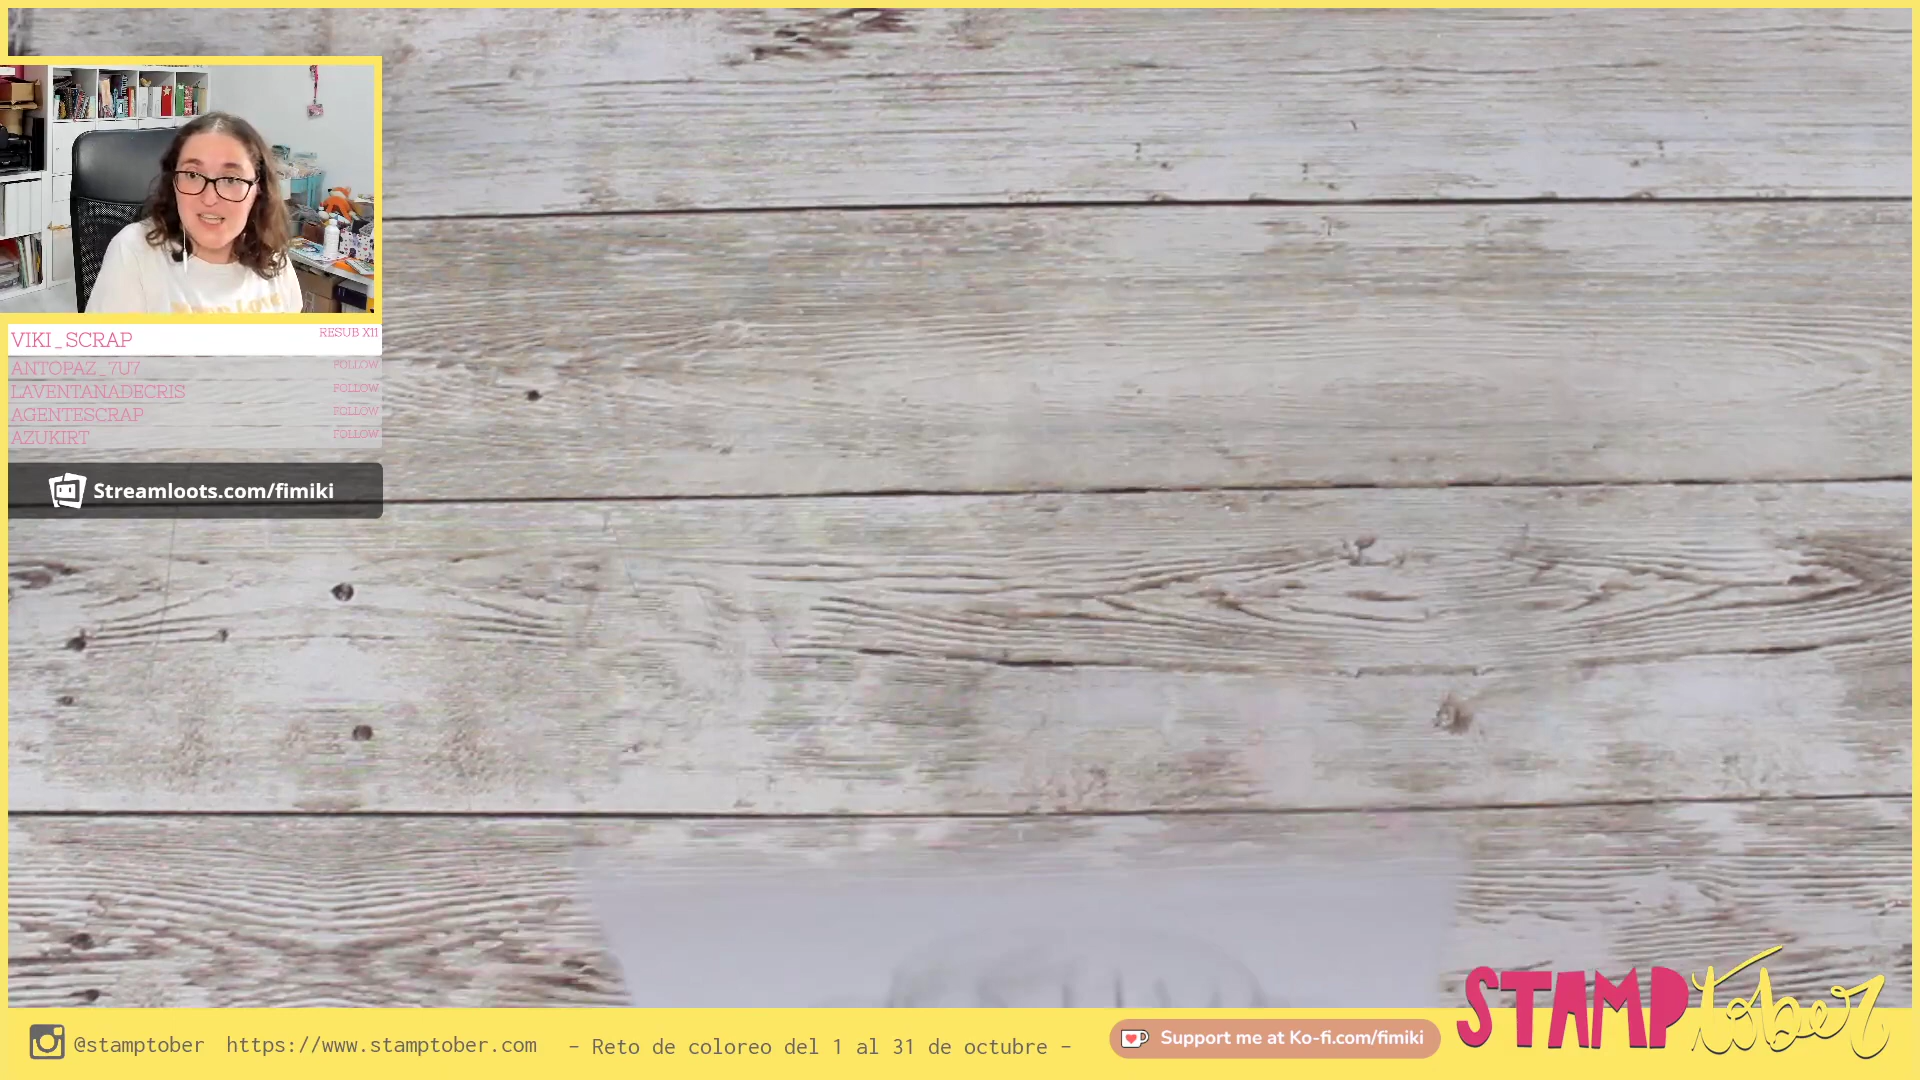 VIKI_SCRAP RESUB X11
ANTOPAZ_7U7 FOLLOW
LAVENTANADECRIS FOLLOW
AGENTESCRAP FOLLOW
AZUKIRT FOLLOW
Streamloots.com/fimiki
@stamptober https://www.stamptober.com - Reto de coloreo del 1 al 31 de octubre - Support me at Ko-fi.com/fimiki STAMPtober